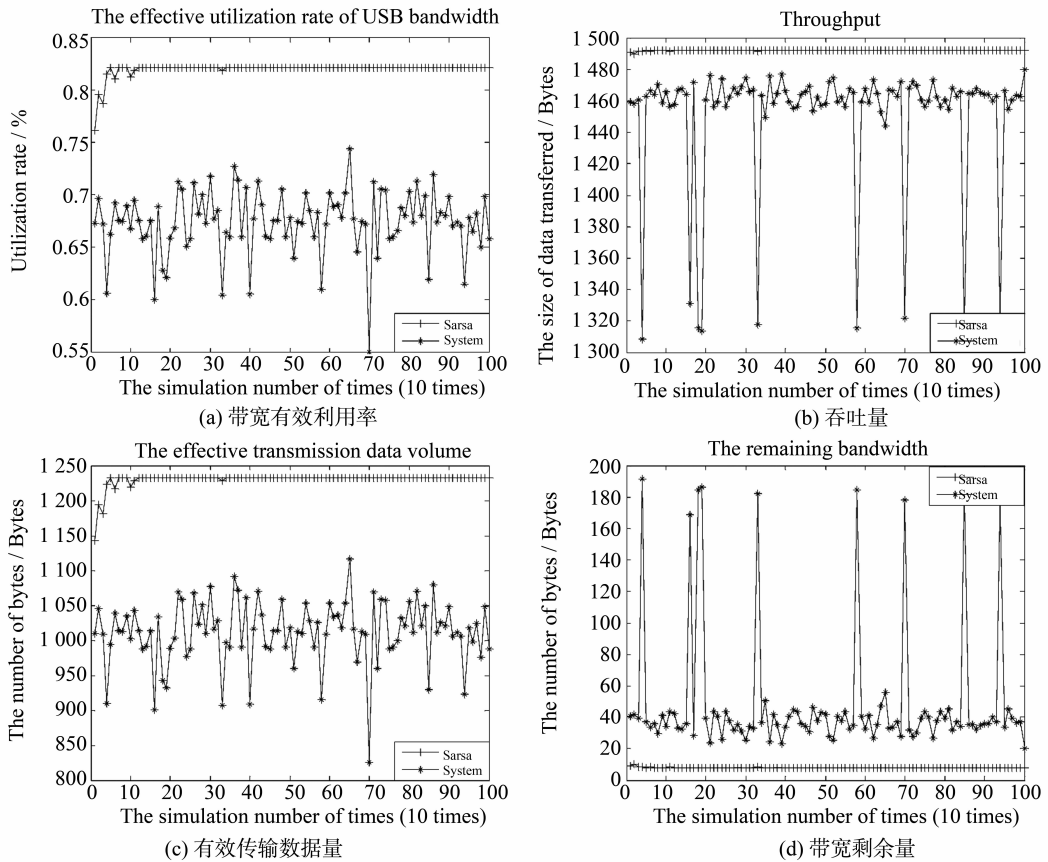 The effective utilization rate of USB bandwidth
0.85
0.8
0.75
0.7
0.65
0.6
0.55
Utilization rate / %
Sarsa
System
0 10 20 30 40 50 60 70 80 90 100
The simulation number of times (10 times)
(a) 带宽有效利用率
Throughput
1 500
1 480
1 460
1 440
1 420
1 400
1 380
1 330
1 310
1 320
1 300
The size of data transferred / Bytes
Sarsa
System
0 10 20 30 40 50 60 70 80 90 100
The simulation number of times (10 times)
(b) 吞吐量
The effective transmission data volume
1 250
1 200
1 150
1 100
1 050
1 000
950
900
850
800
The number of bytes / Bytes
Sarsa
System
0 10 20 30 40 50 60 70 80 90 100
The simulation number of times (10 times)
(c) 有效传输数据量
The remaining bandwidth
200
180
160
140
120
100
80
60
40
20
0
The number of bytes / Bytes
Sarsa
System
0 10 20 30 40 50 60 70 80 90 100
The simulation number of times (10 times)
(d) 带宽剩余量